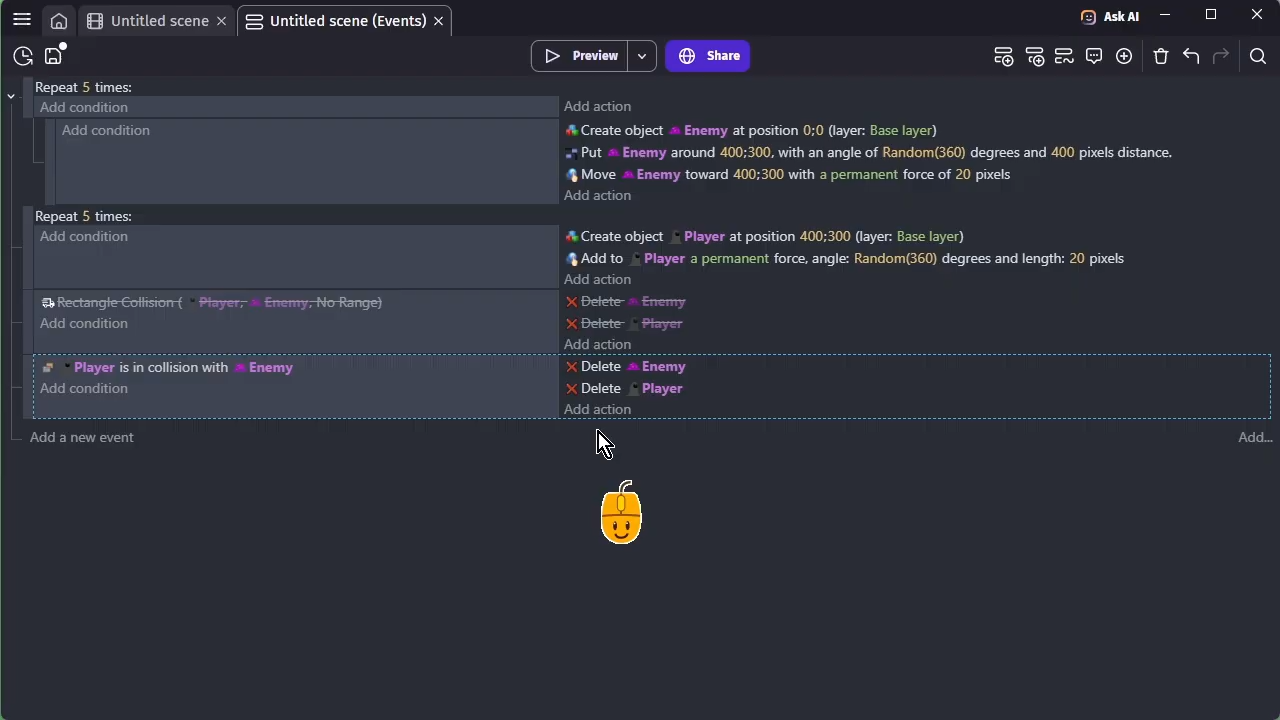 Untitled scene
Untitled scene (Events)
Ask AI
Preview
Share
Repeat 5 times:
Add condition
Add action
Add condition
Create object Enemy at position 0;0 (layer: Base layer)
Put Enemy around 400;300, with an angle of Random(360) degrees and 400 pixels distance.
Move Enemy toward 400;300 with a permanent force of 20 pixels
Add action
Repeat 5 times:
Add condition
Create object Player at position 400;300 (layer: Base layer)
Add to Player a permanent force, angle: Random(360) degrees and length: 20 pixels
Add action
Rectangle Collision ( Player, Enemy, No Range)
Add condition
Delete Enemy
Delete Player
Add action
Player is in collision with Enemy
Add condition
Delete Enemy
Delete Player
Add action
Add a new event
Add...